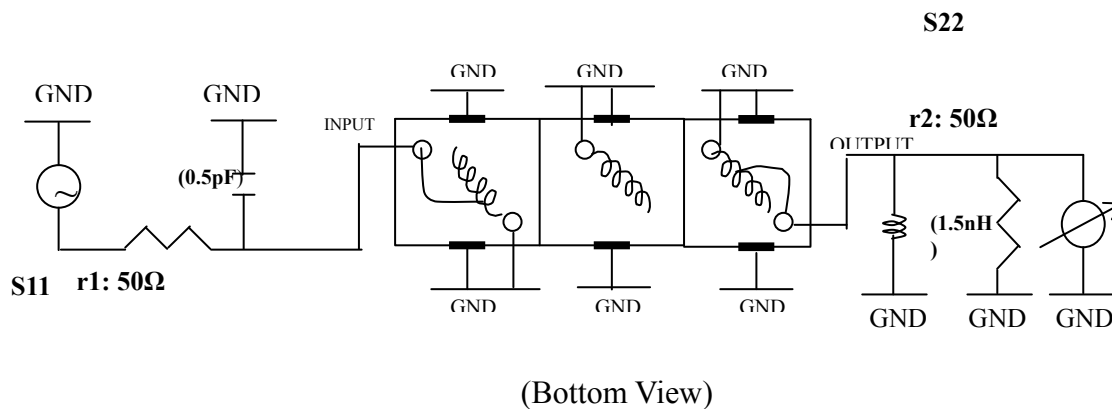 S22
GND
GND
GND
GND
GND
r2: 50Ω
INPUT
OUTPUT
(0.5pF)
(1.5nH
)
S11
r1: 50Ω
GND
GND
GND
GND
GND
GND
(Bottom View)